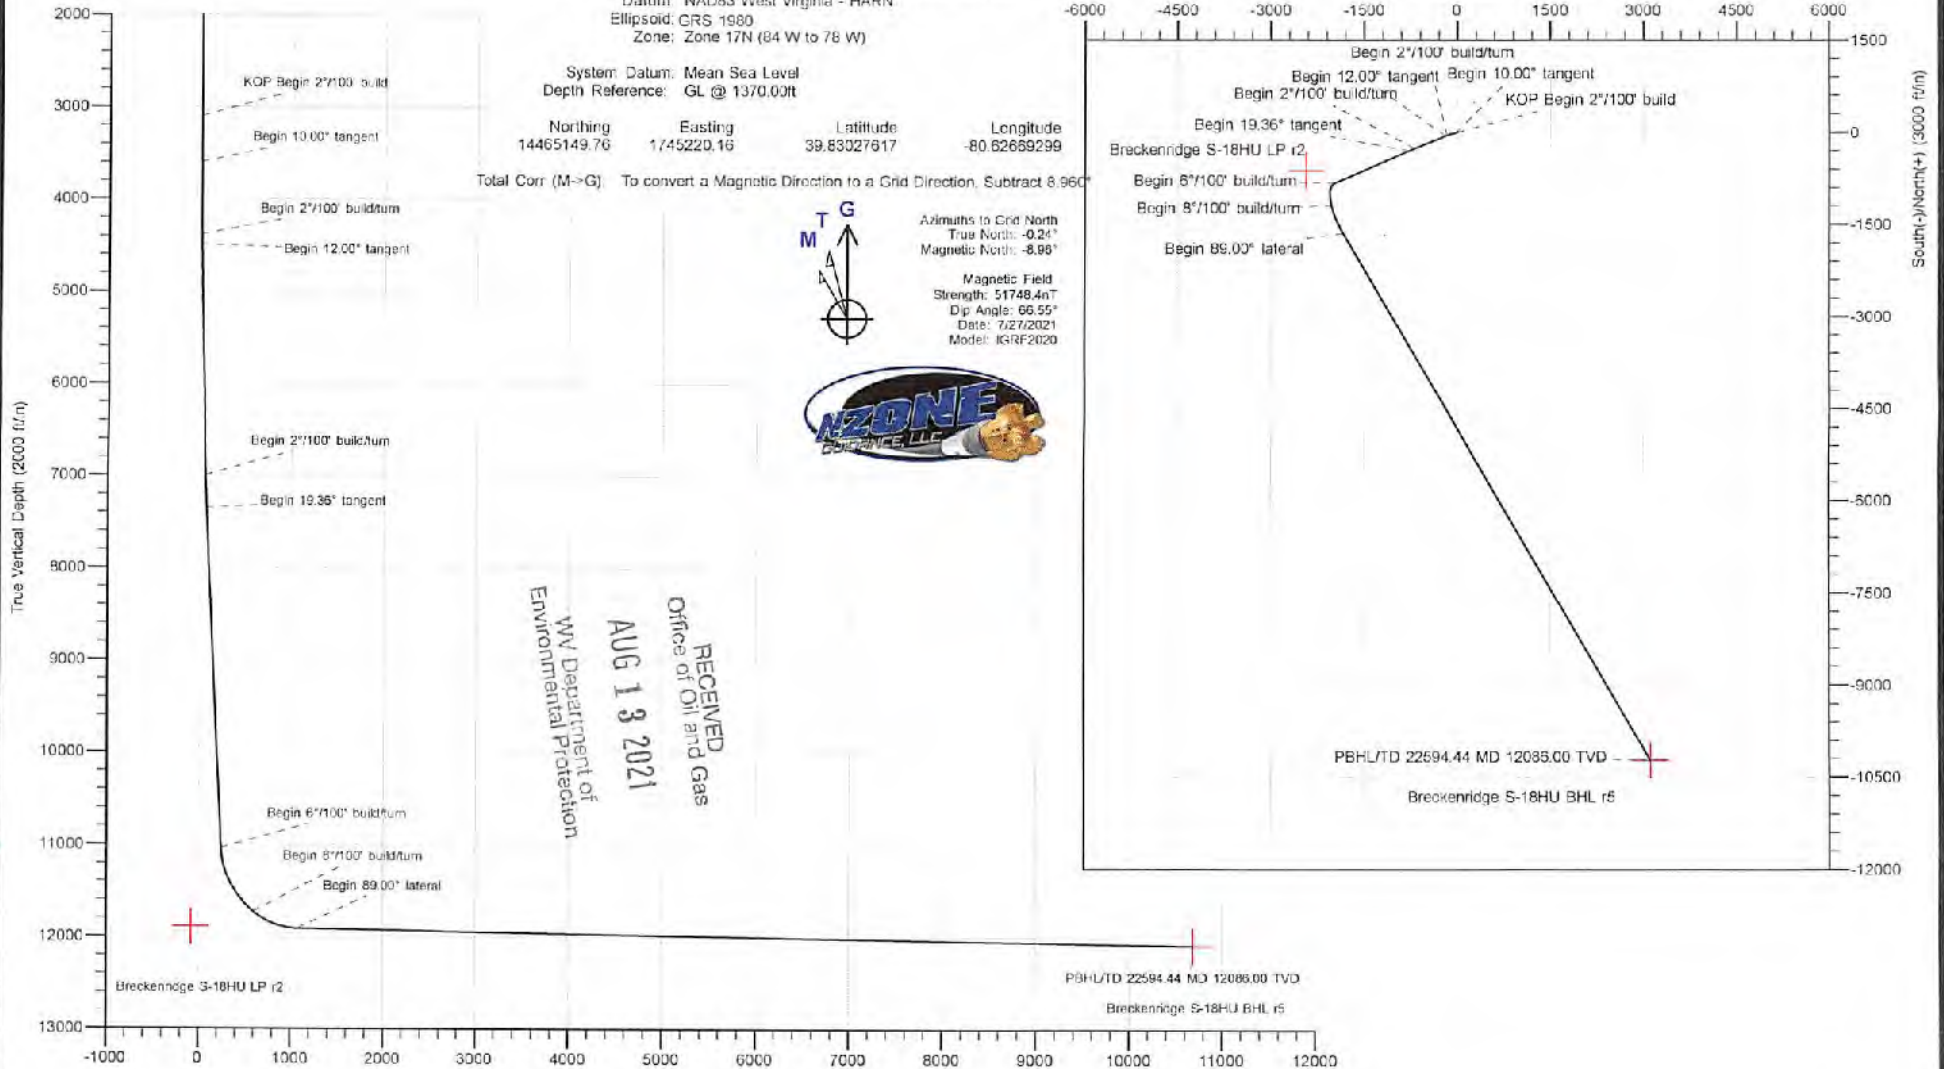 Datum: NAD83 West Virginia - HARN
Ellipsoid: GRS 1980
Zone: Zone 17N (84 W to 78 W)
System Datum: Mean Sea Level
Depth Reference: GL @ 1370.00ft
Northing Easting Latittude Longitude
14465149.76 1745220.16 39.83027617 -80.62669299
Total Corr (M->G) To convert a Magnetic Direction to a Grid Direction, Subtract 8.960°
M T G
Azimuths to Grid North
True North: -0.24°
Magnetic North: -8.96°
Magnetic Field
Strength: 51748.4nT
Dip Angle: 66.55°
Date: 7/27/2021
Model: IGRF2020
NZONE
GUIDANCE, LLC
True Vertical Depth (2000 ft/in)
2000
3000
4000
5000
6000
7000
8000
9000
10000
11000
12000
13000
KOP Begin 2°/100' build
Begin 10.00° tangent
Begin 2°/100' build/turn
Begin 12.00° tangent
Begin 2°/100' build/turn
Begin 19.36° tangent
Begin 6°/100' build/turn
Begin 8°/100' build/turn
Begin 89.00° lateral
Breckenridge S-18HU LP r2
PBHL/TD 22594.44 MD 12086.00 TVD
Breckenridge S-18HU BHL r5
-1000 0 1000 2000 3000 4000 5000 6000 7000 8000 9000 10000 11000 12000
RECEIVED
Office of Oil and Gas
AUG 13 2021
WV Department of
Environmental Protection
-6000 -4500 -3000 -1500 0 1500 3000 4500 6000
Begin 2°/100' build/turn
Begin 12.00° tangent Begin 10.00° tangent
Begin 2°/100' build/turn KOP Begin 2°/100' build
Begin 19.36° tangent
Breckenridge S-18HU LP r2
Begin 6°/100' build/turn
Begin 8°/100' build/turn
Begin 89.00° lateral
PBHL/TD 22594.44 MD 12086.00 TVD
Breckenridge S-18HU BHL r5
1500
0
-1500
-3000
-4500
-6000
-7500
-9000
-10500
-12000
South(-)/North(+) (3000 ft/in)